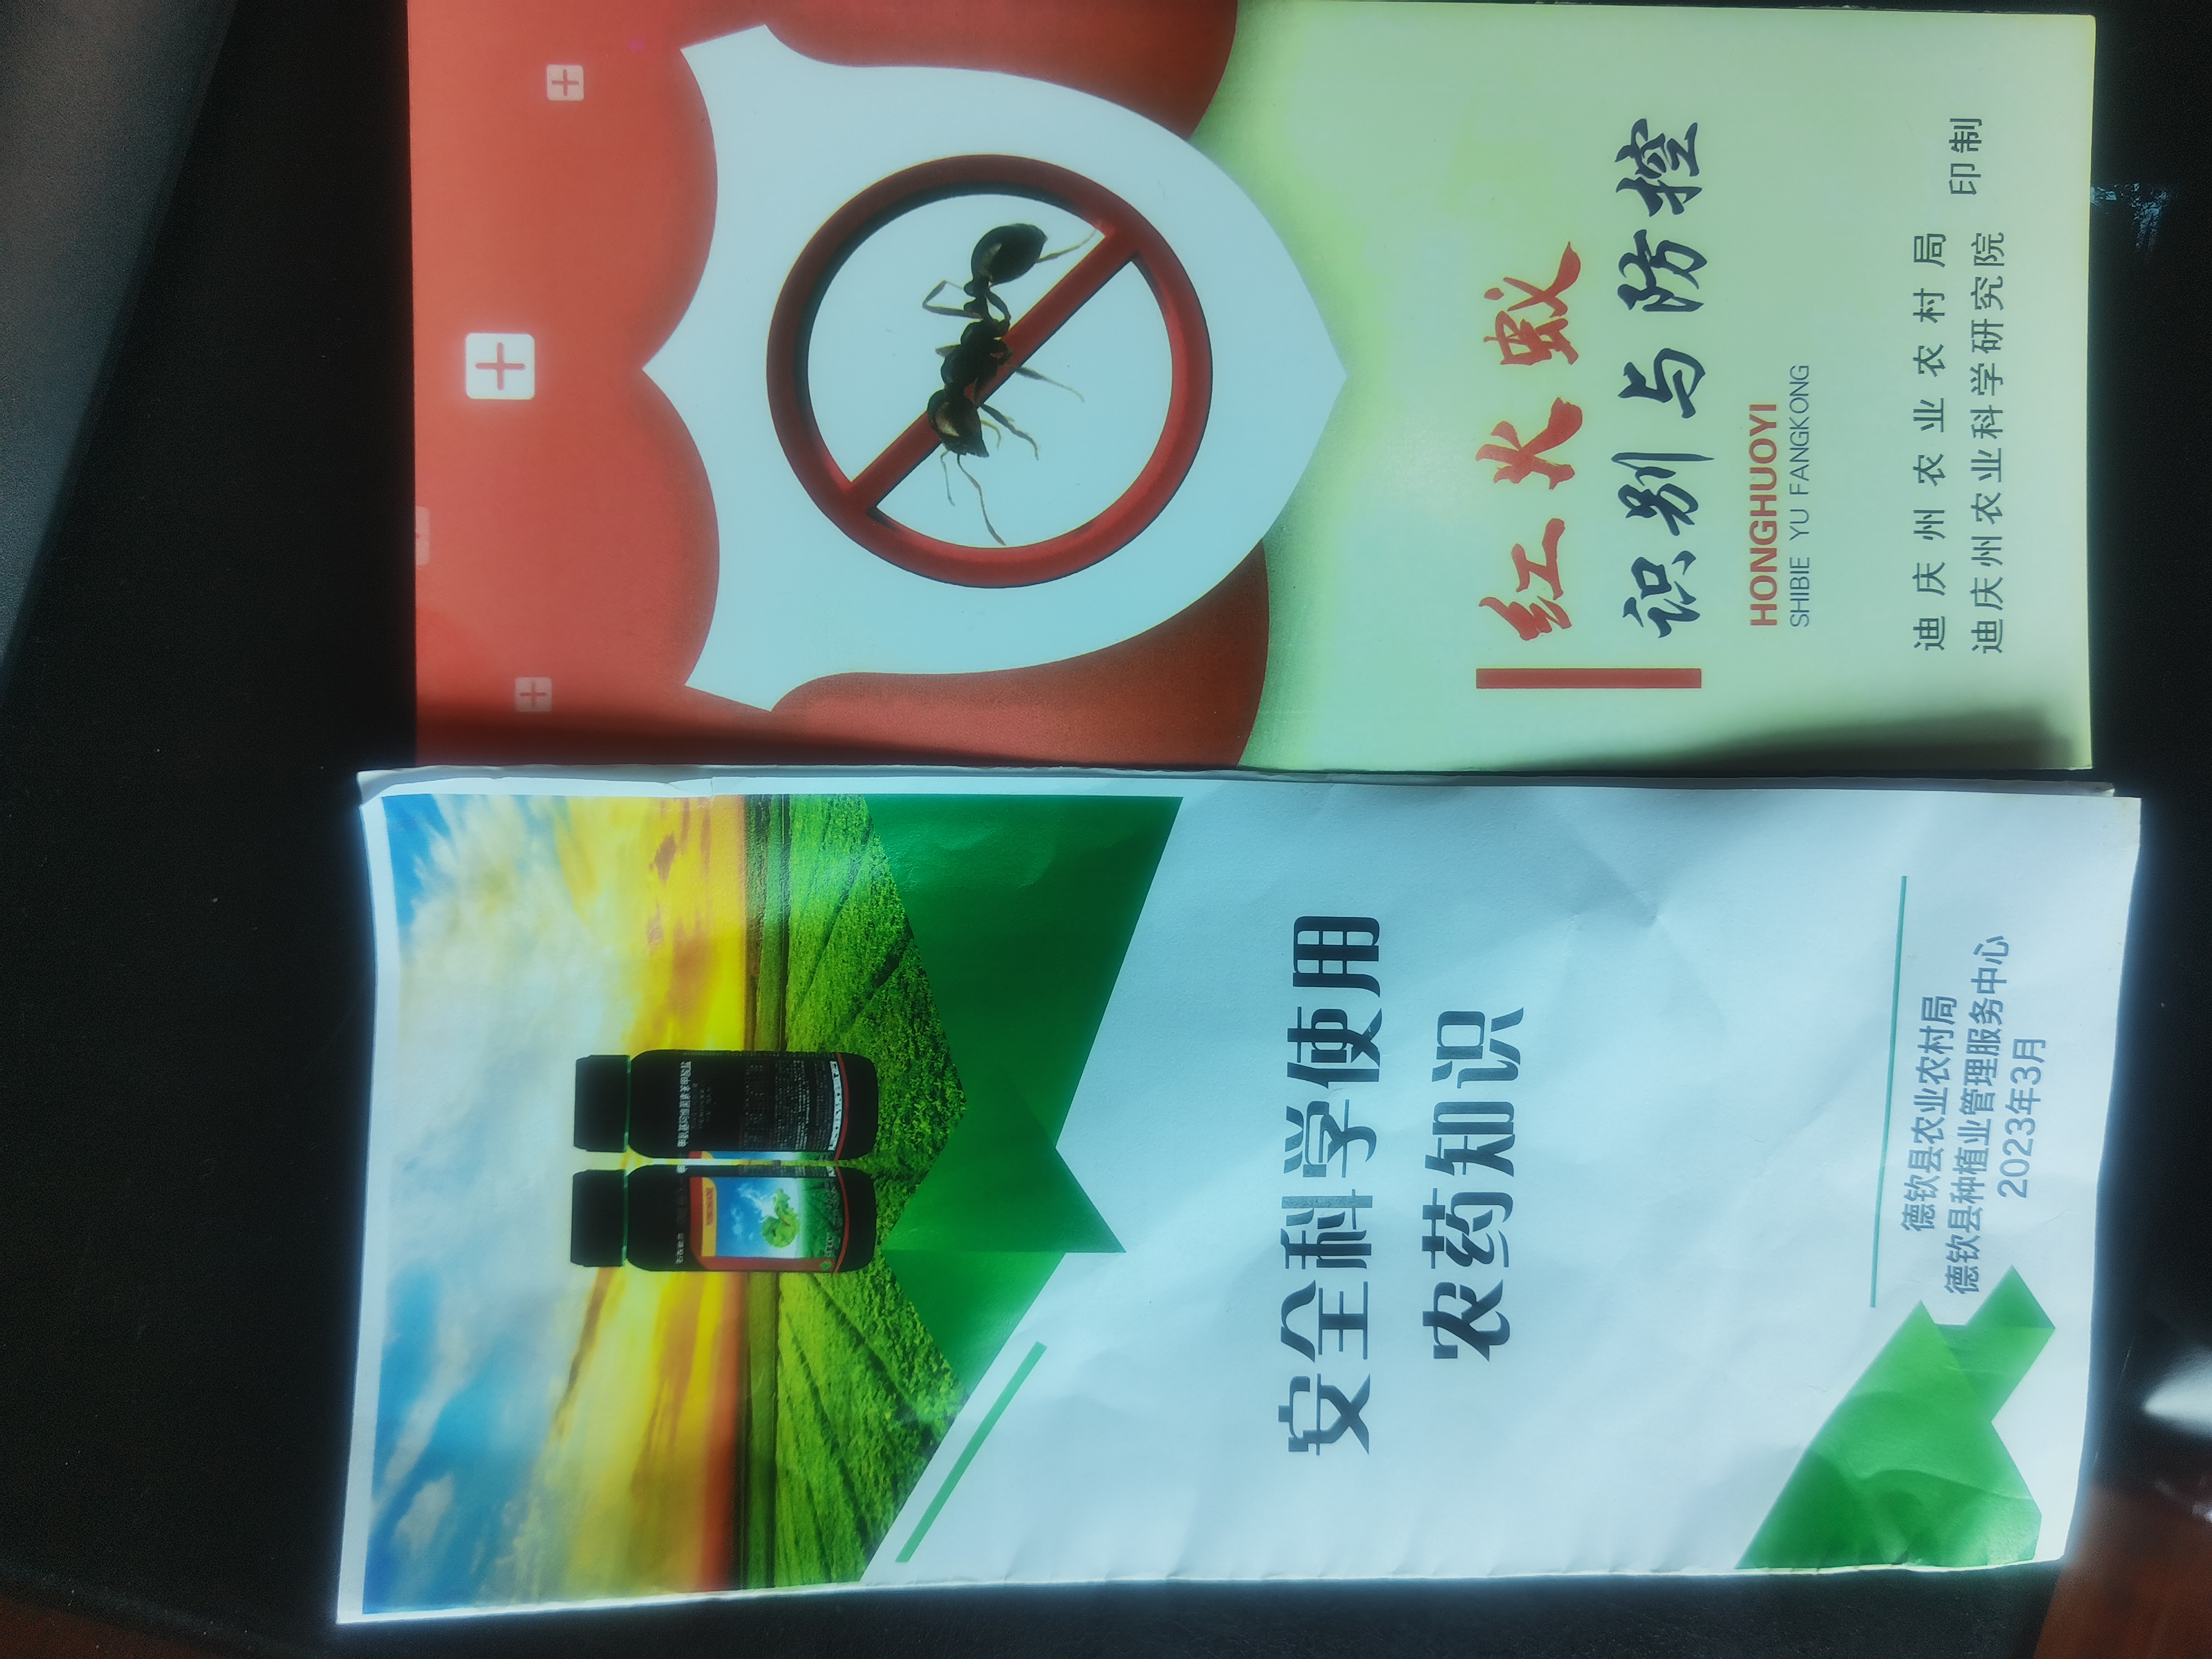 红火蚁
识别与防控
HONGHUOYI
SHIBIE YU FANGKONG
迪庆州农业农村局
迪庆州农业科学研究院
印制
安全科学使用
农药知识
德钦县农业农村局
德钦县种植业管理服务中心
2023年3月